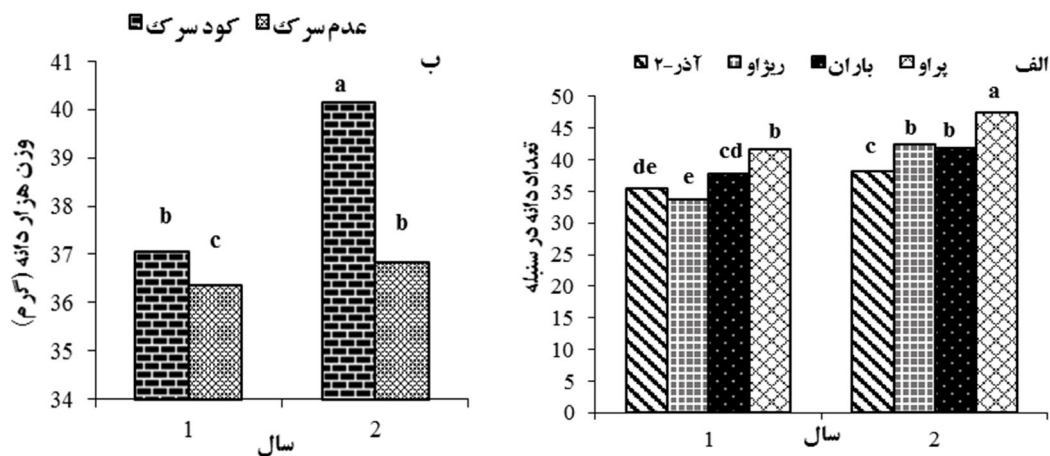 الف
آذر-۲ ریژاو باران پراو
تعداد دانه در سنبله
50
45
40
35
30
25
20
15
10
5
0
de e cd b c b b a
1 2
سال
ب
کود سرک عدم سرک
وزن هزار دانه (گرم)
41
40
39
38
37
36
35
34
b c a b
1 2
سال